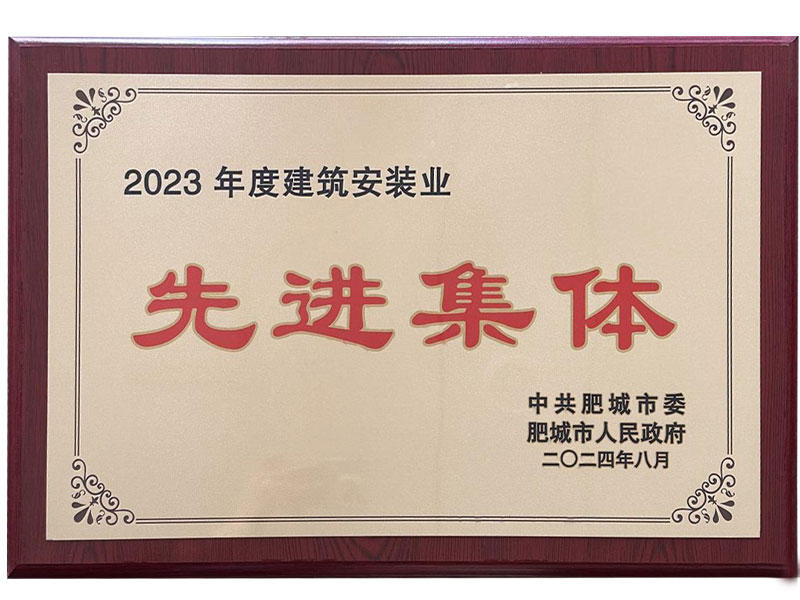 2023 年度建筑安装业
先进集体
中共肥城市委
肥城市人民政府
二〇二四年八月